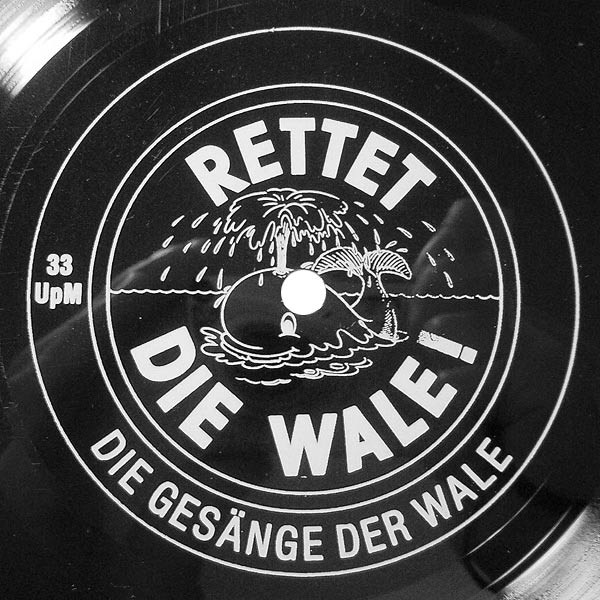 RETTET
DIE WALE!
33
UpM
DIE GESÄNGE DER WALE